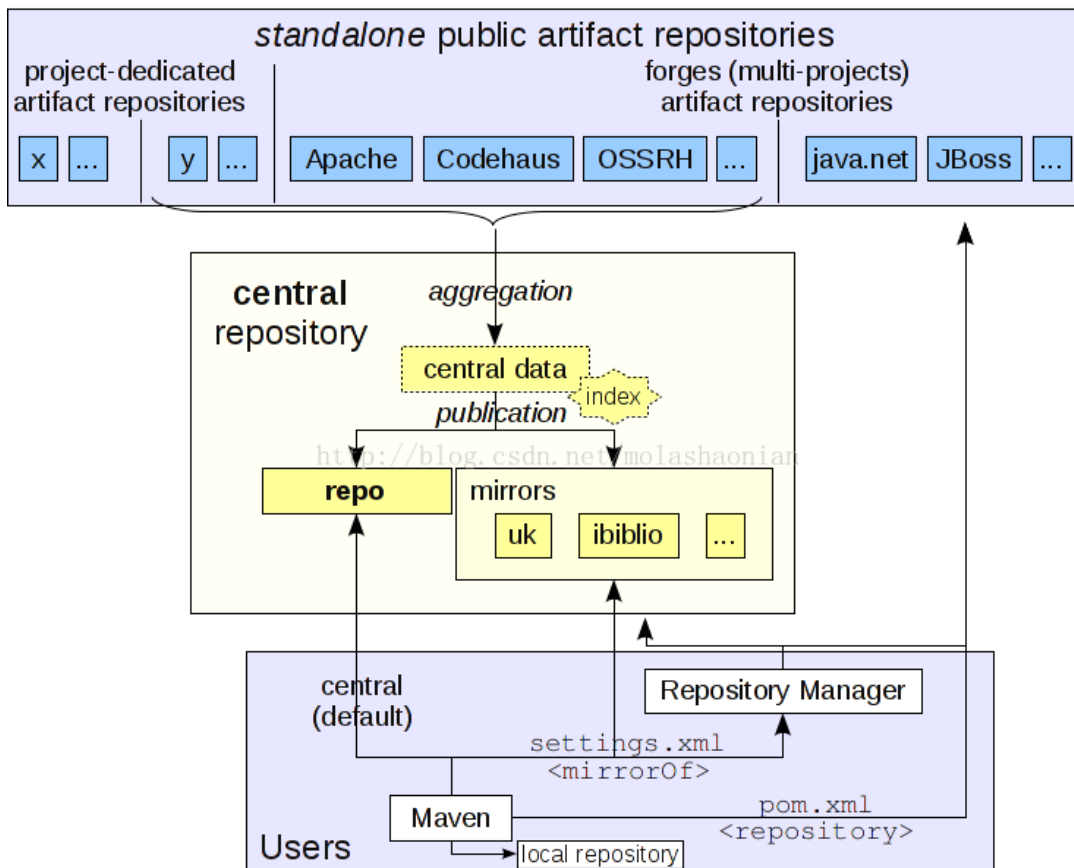 standalone public artifact repositories
project-dedicated
artifact repositories
forges (multi-projects)
artifact repositories
x
...
y
...
Apache
Codehaus
OSSRH
...
java.net
JBoss
...
central
repository
aggregation
central data
index
publication
http://blog.csdn.net/molashaonian
repo
mirrors
uk
ibiblio
...
central
(default)
Repository Manager
settings.xml
<mirrorOf>
Maven
pom.xml
<repository>
Users
local repository